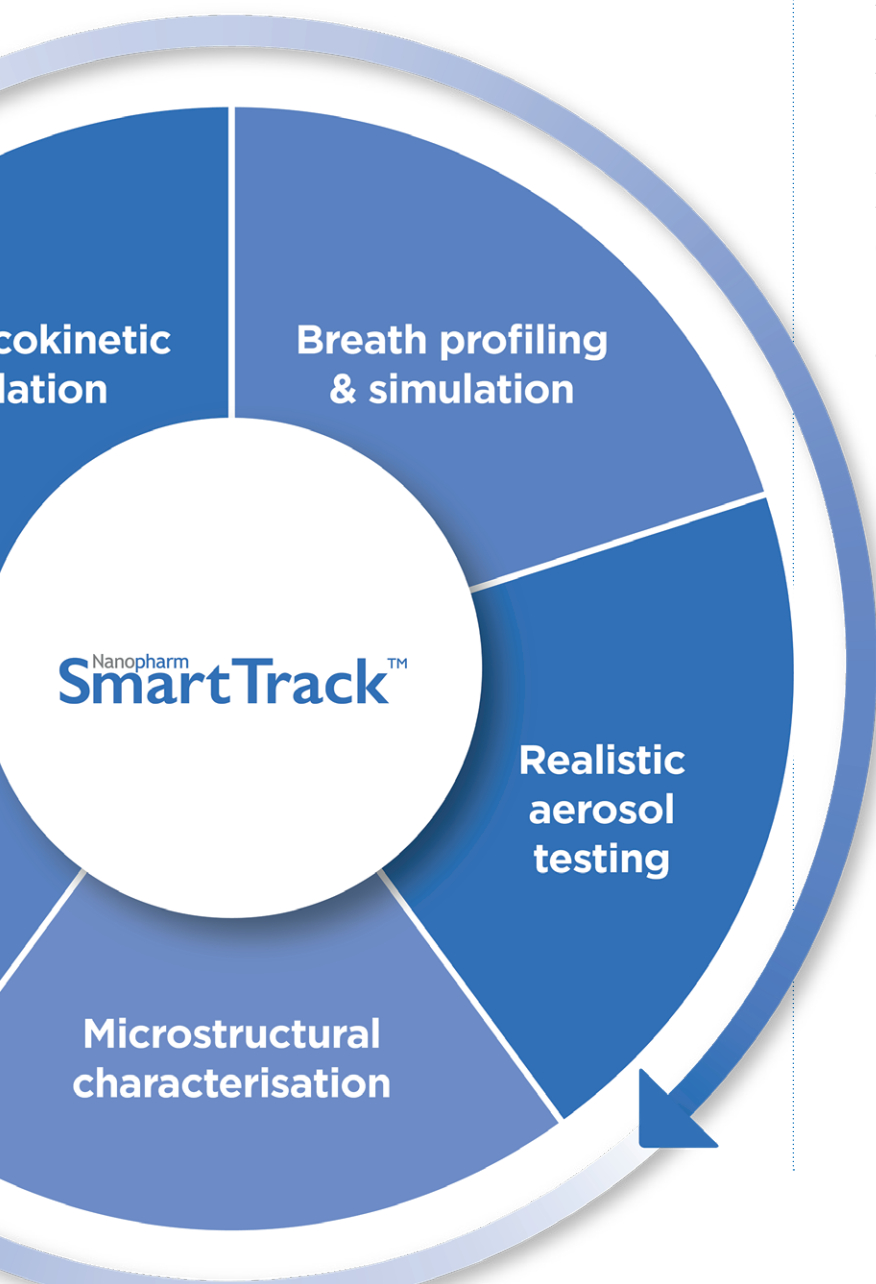 cokinetic
lation
Breath profiling
& simulation
Nanopharm
SmartTrack™
Realistic
aerosol
testing
Microstructural
characterisation